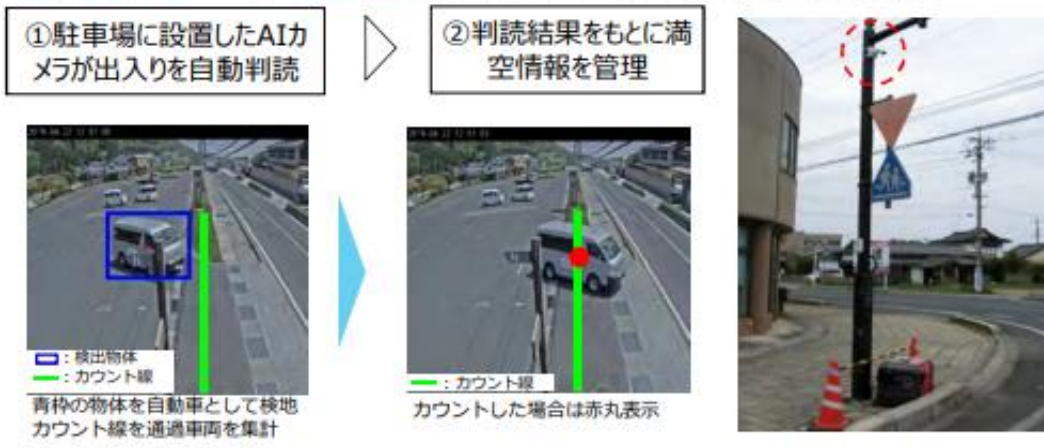 ①駐車場に設置したAIカ
メラが出入りを自動判読
②判読結果をもとに満
空情報を管理
：検出物体
：カウント線
青枠の物体を自動車として検地
カウント線を通過車両を集計
：カウント線
カウントした場合は赤丸表示